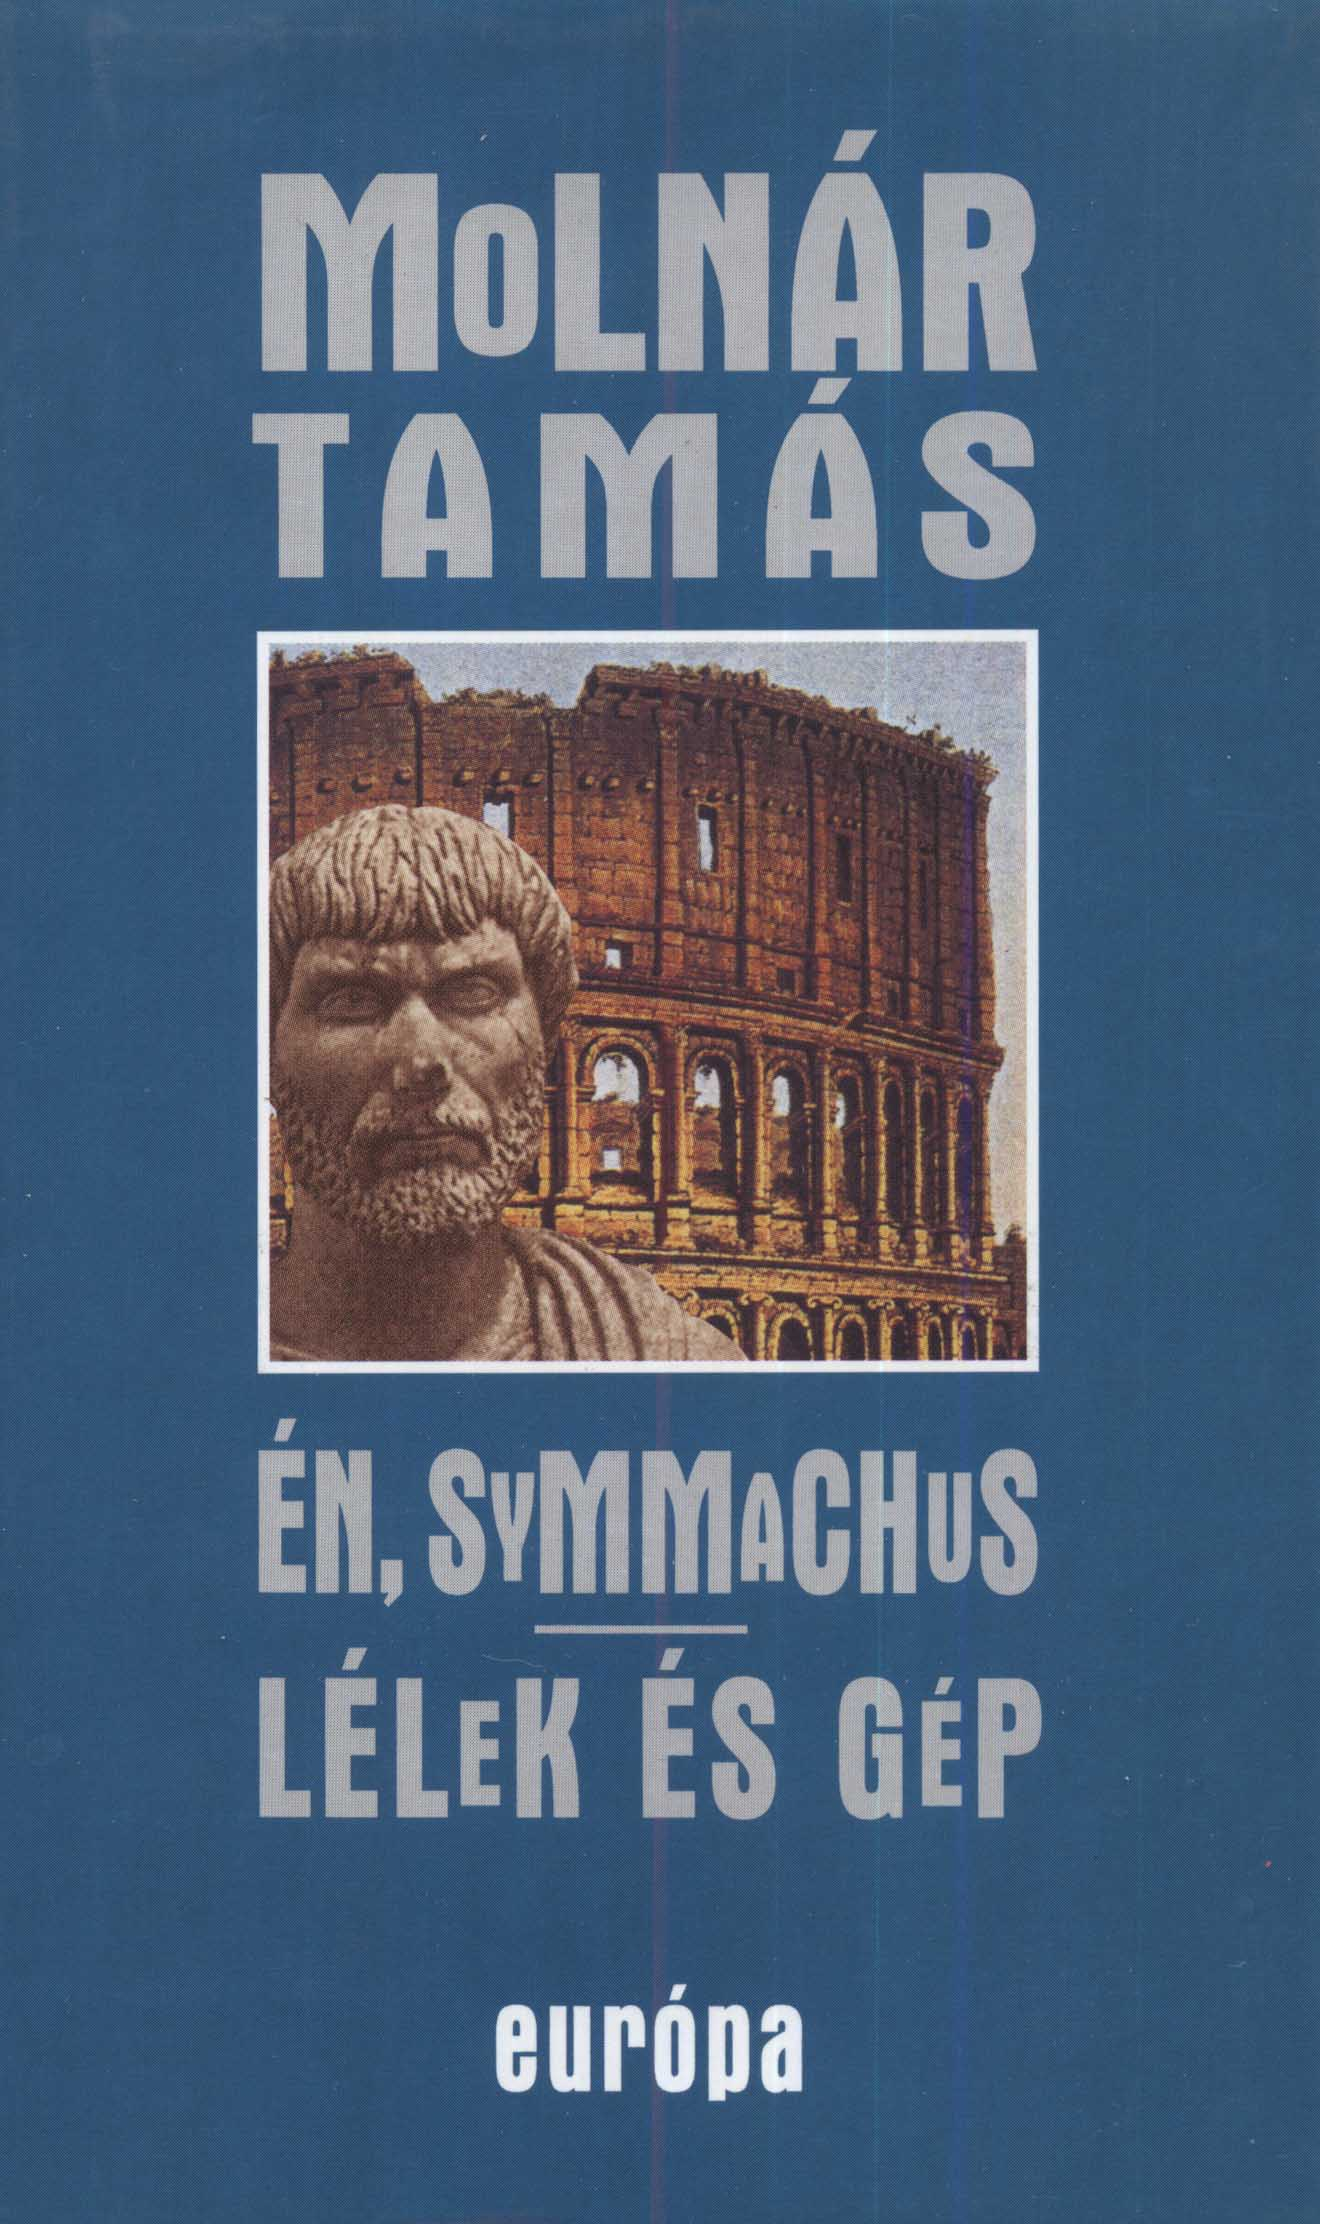 MOLNÁR
TAMÁS
ÉN, SYMMACHUS
LÉLEK ÉS GÉP
európa